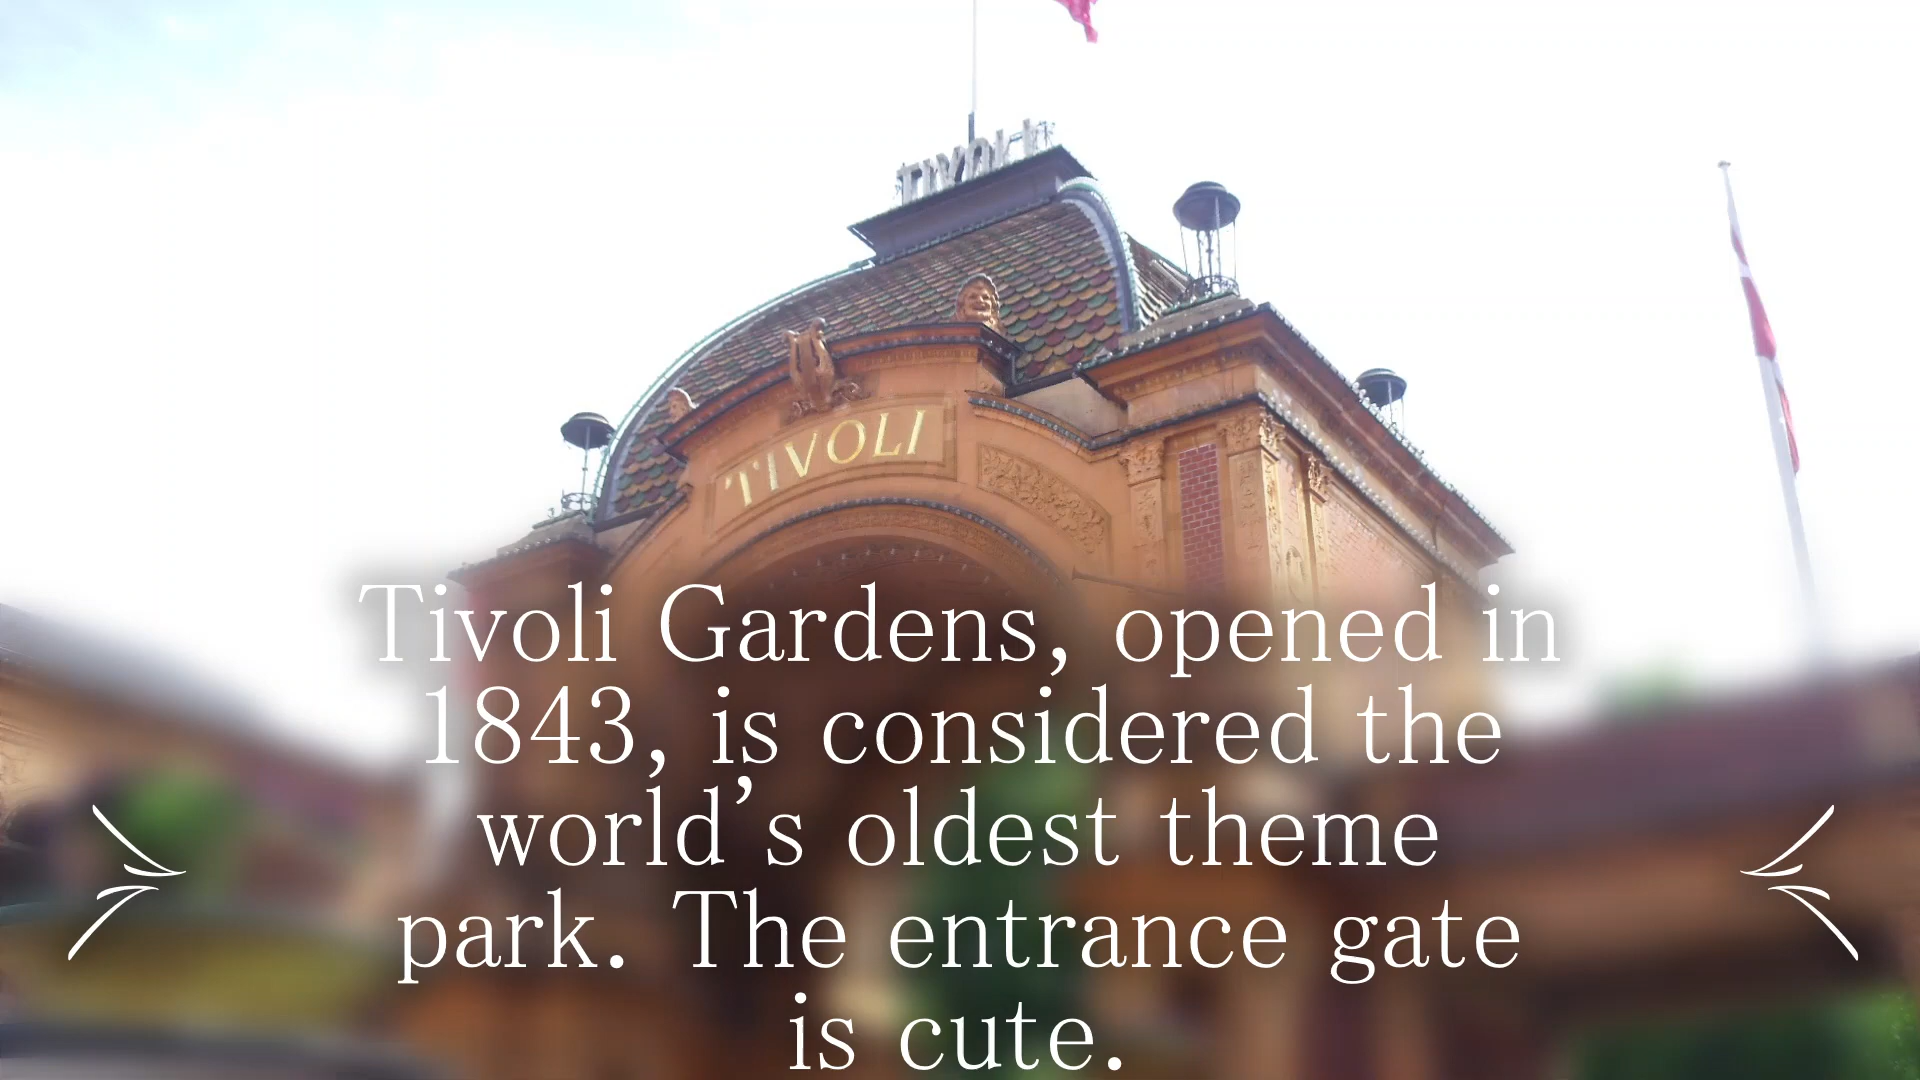 TIVOLI
TIVOLI
Tivoli Gardens, opened in
1843, is considered the
world’s oldest theme
park. The entrance gate
is cute.